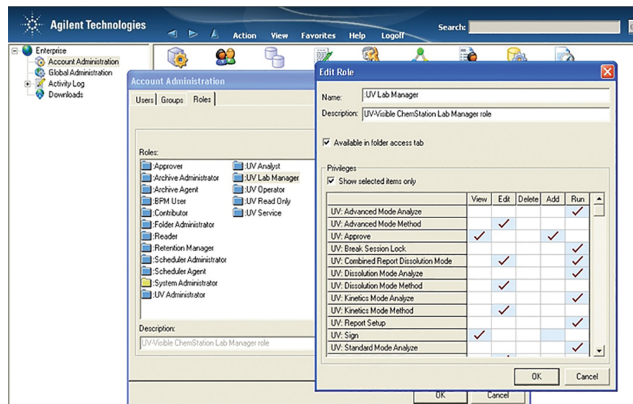 Agilent Technologies
Search:
Action View Favorites Help Logoff
Enterprise
Account Administration
Global Administration
Activity Log
Downloads
Account Administration
Users Groups Roles
Roles:
:Approver
:Archive Administrator
:Archive Agent
:BPM User
:Contributor
:Folder Administrator
:Reader
:Retention Manager
:Scheduler Administrator
:Scheduler Agent
:System Administrator
:UV Administrator
:UV Analyst
:UV Lab Manager
:UV Operator
:UV Read Only
:UV Service
Description:
UV-Visible ChemStation Lab Manager role
OK Cancel
Edit Role
Name: :UV Lab Manager
Description: UV-Visible ChemStation Lab Manager role
Available in folder access tab
Privileges
Show selected items only
View Edit Delete Add Run
UV: Advanced Mode Analyze
UV: Advanced Mode Method
UV: Approve
UV: Break Session Lock
UV: Combined Report Dissolution Mode
UV: Dissolution Mode Analyze
UV: Dissolution Mode Method
UV: Kinetics Mode Analyze
UV: Kinetics Mode Method
UV: Report Setup
UV: Sign
UV: Standard Mode Analyze
OK Cancel